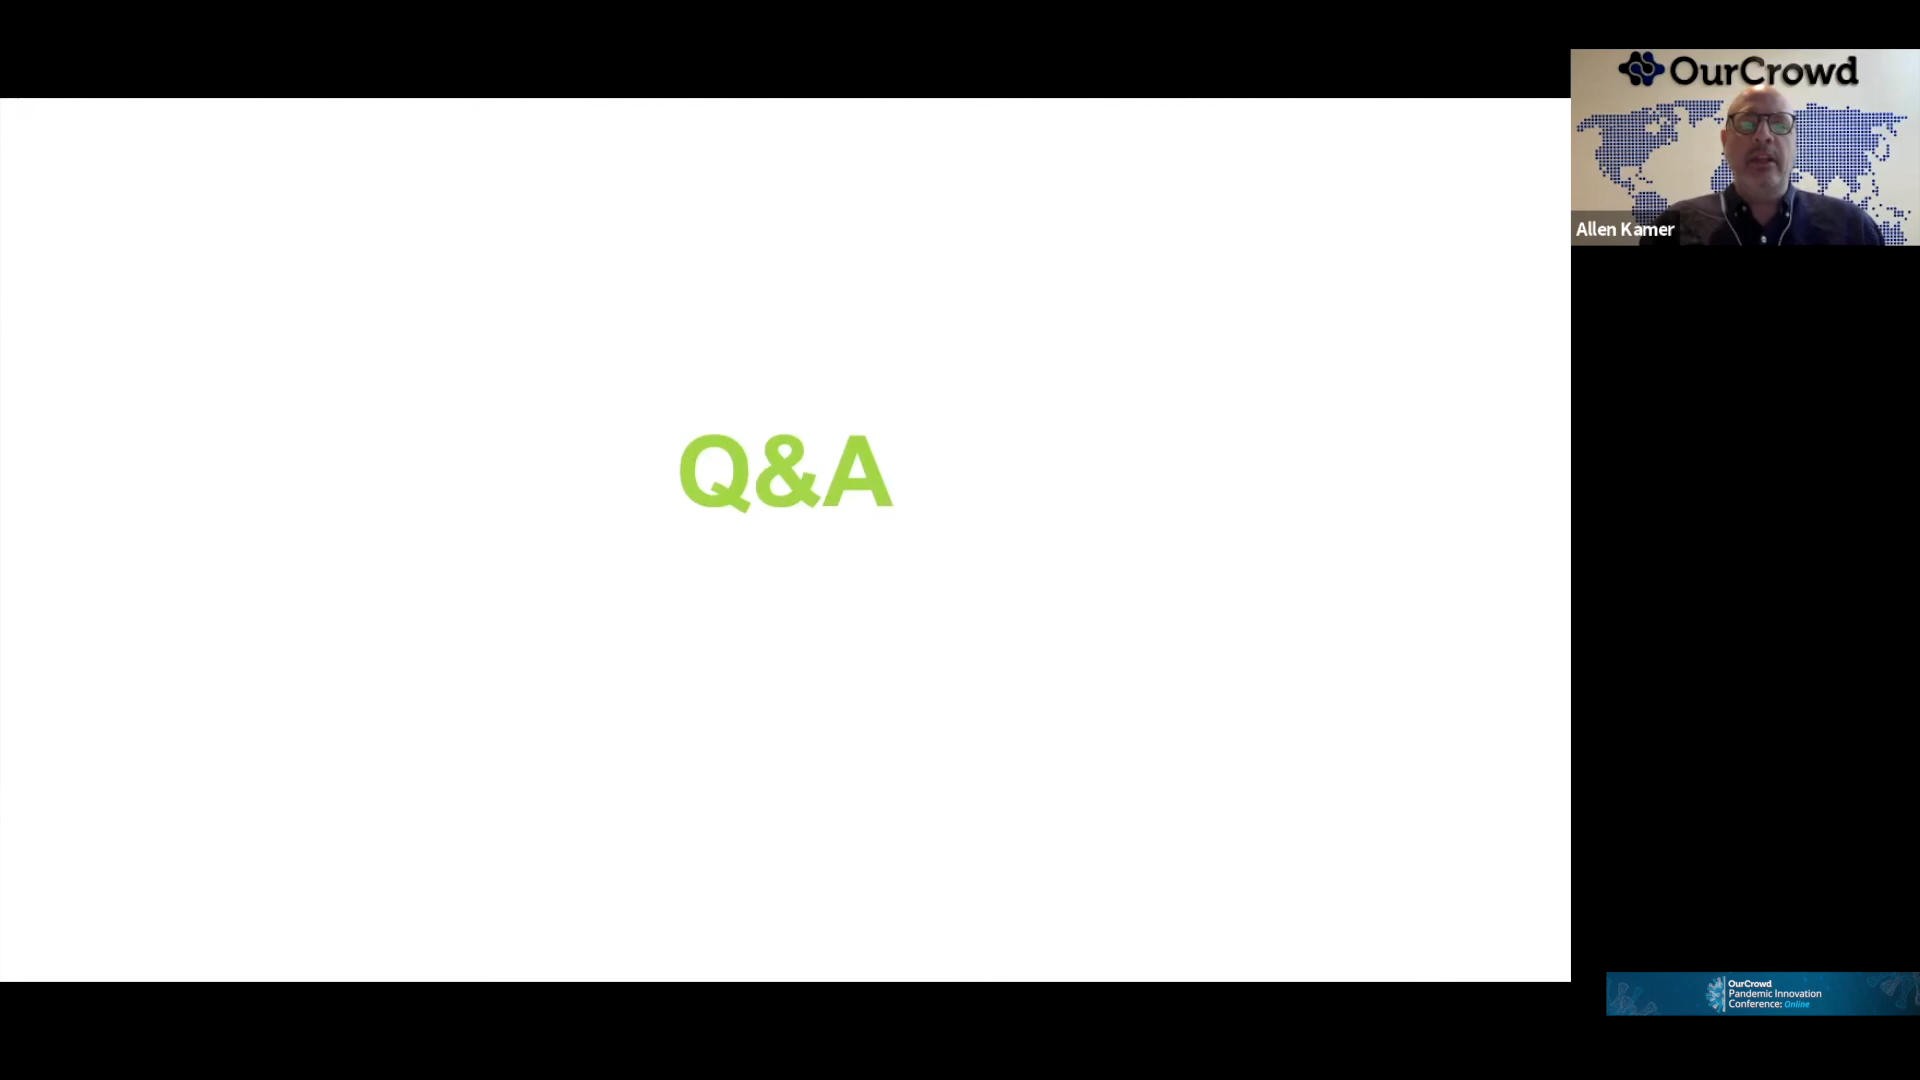 Q&A
OurCrowd
Allen Kamer
OurCrowd
Pandemic Innovation
Conference: Online